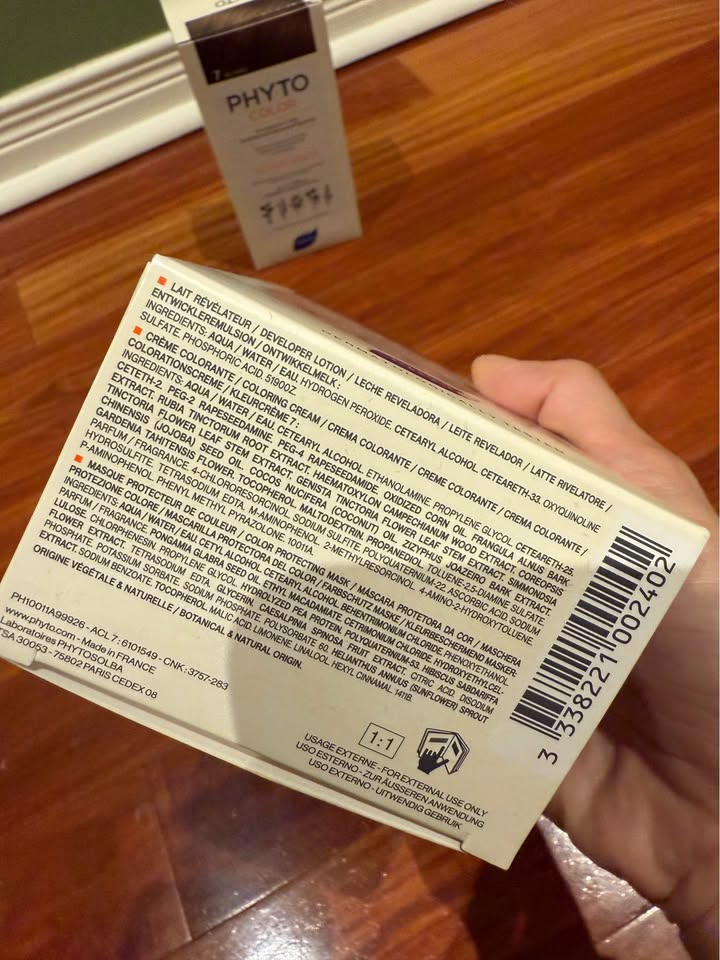 7
PHYTO
COLOR
■ LAIT RÉVÉLATEUR / DEVELOPER LOTION / LECHE REVELADORA / LEITE REVELADOR / LATTE RIVELATORE /
ENTWICKLEREMULSION / ONTWIKKELMELK :
INGREDIENTS: AQUA / WATER / EAU, HYDROGEN PEROXIDE, CETEARYL ALCOHOL, CETEARETH-33, OXYQUINOLINE
SULFATE, PHOSPHORIC ACID. 51900Z.
■ CRÈME COLORANTE / COLORING CREAM / CREMA COLORANTE / CREME COLORANTE / CREMA COLORANTE /
COLORATIONSCREME / KLEURCRÈME 7 :
INGREDIENTS: AQUA / WATER / EAU, CETEARYL ALCOHOL, ETHANOLAMINE, PROPYLENE GLYCOL, CETEARETH-25,
CETETH-2, PEG-2 RAPESEEDAMINE, PEG-4 RAPESEEDAMIDE, OXIDIZED CORN OIL, FRANGULA ALNUS BARK
EXTRACT, RUBIA TINCTORUM ROOT EXTRACT, HAEMATOXYLON CAMPECHIANUM WOOD EXTRACT, COREOPSIS
TINCTORIA FLOWER LEAF STEM EXTRACT, GENISTA TINCTORIA FLOWER LEAF STEM EXTRACT, SIMMONDSIA
CHINENSIS (JOJOBA) SEED OIL, COCOS NUCIFERA (COCONUT) OIL, ZIZYPHUS JOAZEIRO BARK EXTRACT,
GARDENIA TAHITENSIS FLOWER, TOCOPHEROL, MALTODEXTRIN, PROPANEDIOL, TOLUENE-2,5-DIAMINE SULFATE,
PARFUM / FRAGRANCE, 4-CHLORORESORCINOL, SODIUM SULFITE, POLYQUATERNIUM-22, ASCORBIC ACID, SODIUM
HYDROSULFITE, TETRASODIUM EDTA, M-AMINOPHENOL, 2-METHYLRESORCINOL, 4-AMINO-2-HYDROXYTOLUENE,
P-AMINOPHENOL, PHENYL METHYL PYRAZOLONE. 1001
■ MASQUE PROTECTEUR DE COULEUR / COLOR PROTECTING MASK / MASCARA PROTETORA DA COR / MASCHERA
PROTEZIONE COLORE / MASCARILLA PROTECTORA DEL COLOR / FARBSCHUTZ MASKE / KLEURBESCHERMEND MASKER:
INGREDIENTS: AQUA / WATER / EAU, CETYL ALCOHOL, CETEARYL ALCOHOL, BEHENTRIMONIUM CHLORIDE, PHENOXYETHANOL,
PARFUM / FRAGRANCE, PONGAMIA GLABRA SEED OIL, ETHYL MACADAMIATE, CETRIMONIUM CHLORIDE, HYDROXYETHYLCEL-
LULOSE, CHLORPHENESIN, PROPYLENE GLYCOL, HYDROLYZED PEA PROTEIN, POLYQUATERNIUM-53, HIBISCUS SABDARIFFA
FLOWER EXTRACT, TETRASODIUM EDTA, GLYCERIN, CAESALPINIA SPINOSA FRUIT EXTRACT, CITRIC ACID, DISODIUM
PHOSPHATE, POTASSIUM SORBATE, SODIUM PHOSPHATE, POLYSORBATE 60, HELIANTHUS ANNUUS (SUNFLOWER) SPROUT
EXTRACT, SODIUM BENZOATE, TOCOPHEROL, MALIC ACID, LIMONENE, LINALOOL, HEXYL CINNAMAL. 1411B.
ORIGINE VÉGÉTALE & NATURELLE / BOTANICAL & NATURAL ORIGIN.
PH10011A99926 - ACL 7 : 6101549 - CNK : 3757-283
www.phyto.com - Made in FRANCE
Laboratoires PHYTOSOLBA
TSA 30053 - 75802 PARIS CEDEX 08
1:1
USAGE EXTERNE - FOR EXTERNAL USE ONLY
USO ESTERNO - ZUR ÄUSSEREN ANWENDUNG
USO EXTERNO - UITWENDIG GEBRUIK
3 338221 002402